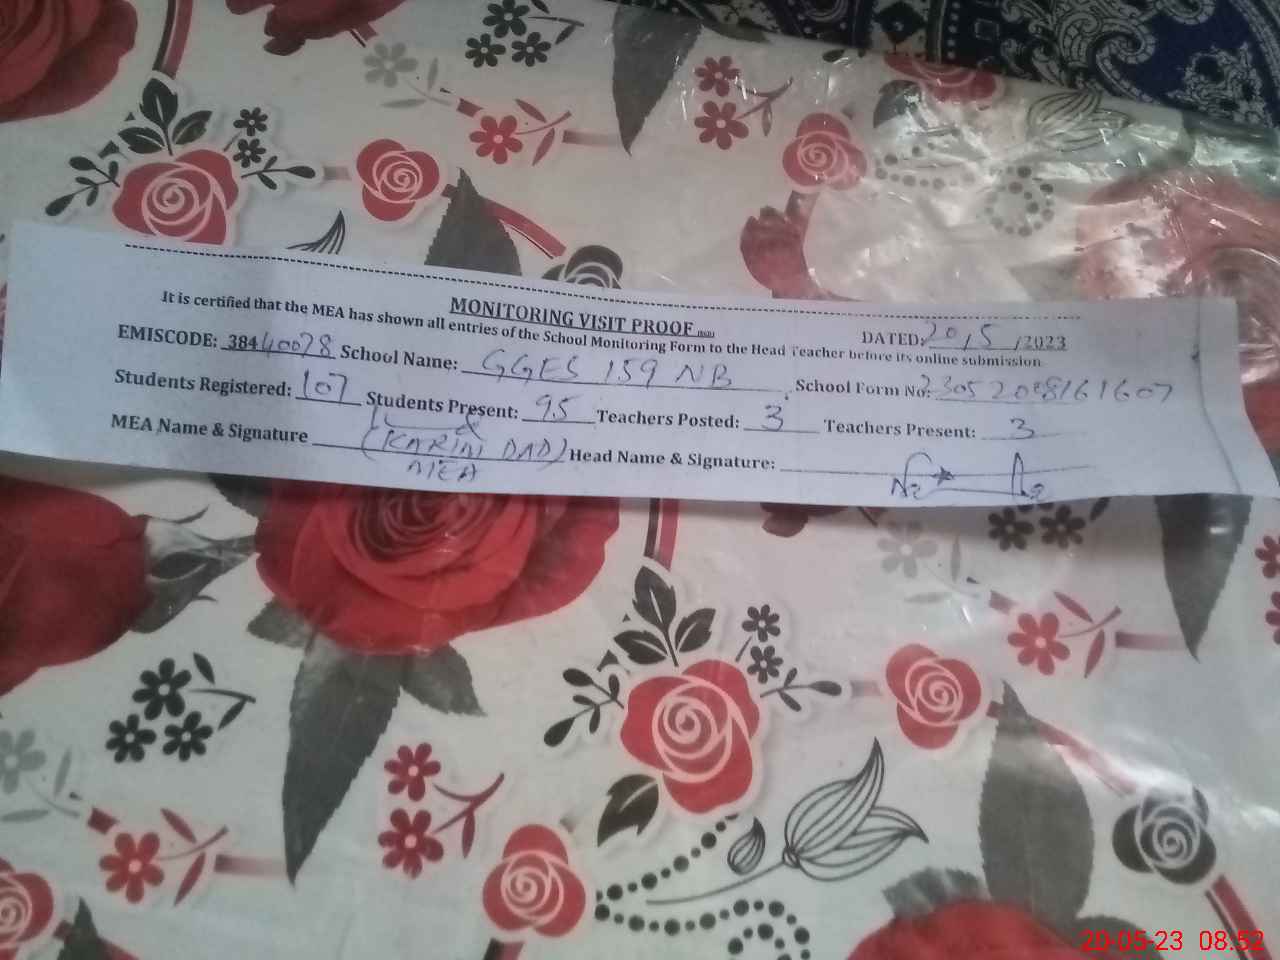 MONITORING VISIT PROOF
DATED: 20,5,/2023
It is certified that the MEA has shown all entries of the School Monitoring Form to the Head Teacher before its online submission
EMISCODE: 38440078 School Name: GGES 159 NB School Form No: 2305208161607
Students Registered: 107 Students Present: 95 Teachers Posted: 3 Teachers Present: 3
MEA Name & Signature (KARIM DAD) Head Name & Signature:
MEA
20-05-23 08:52